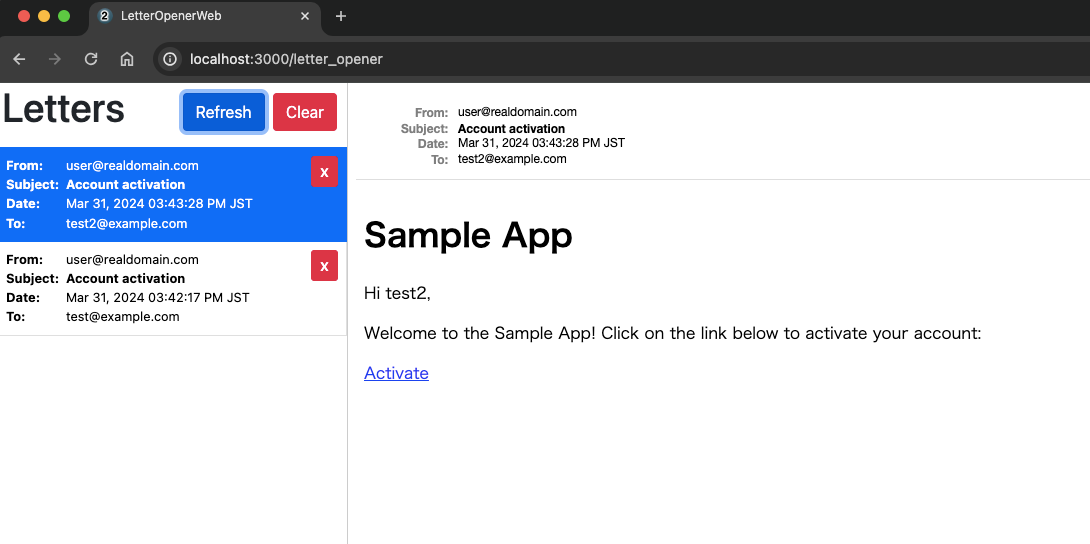 LetterOpenerWeb
localhost:3000/letter_opener
Letters
Refresh
Clear
From: user@realdomain.com
x
Subject: Account activation
Date: Mar 31, 2024 03:43:28 PM JST
To: test2@example.com
From: user@realdomain.com
x
Subject: Account activation
Date: Mar 31, 2024 03:42:17 PM JST
To: test@example.com
From: user@realdomain.com
Subject: Account activation
Date: Mar 31, 2024 03:43:28 PM JST
To: test2@example.com
Sample App
Hi test2,
Welcome to the Sample App! Click on the link below to activate your account:
Activate